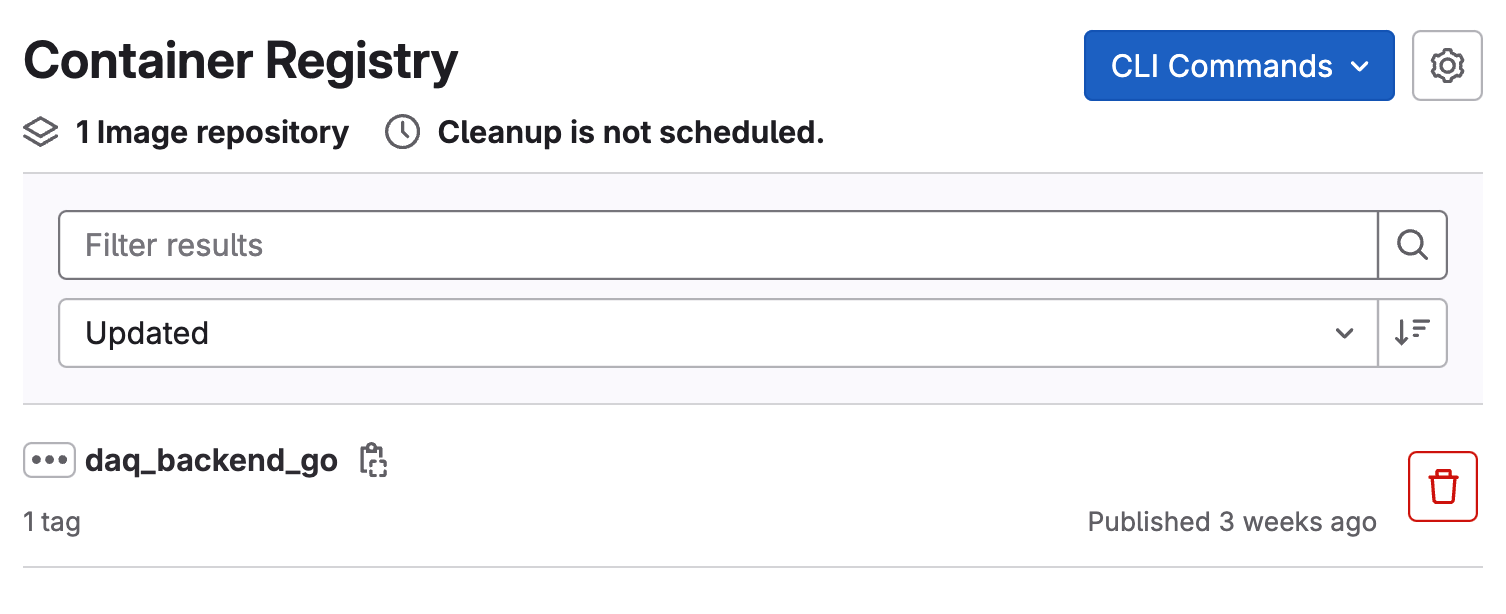 Container Registry
CLI Commands
1 Image repository
Cleanup is not scheduled.
Filter results
Updated
daq_backend_go
1 tag
Published 3 weeks ago